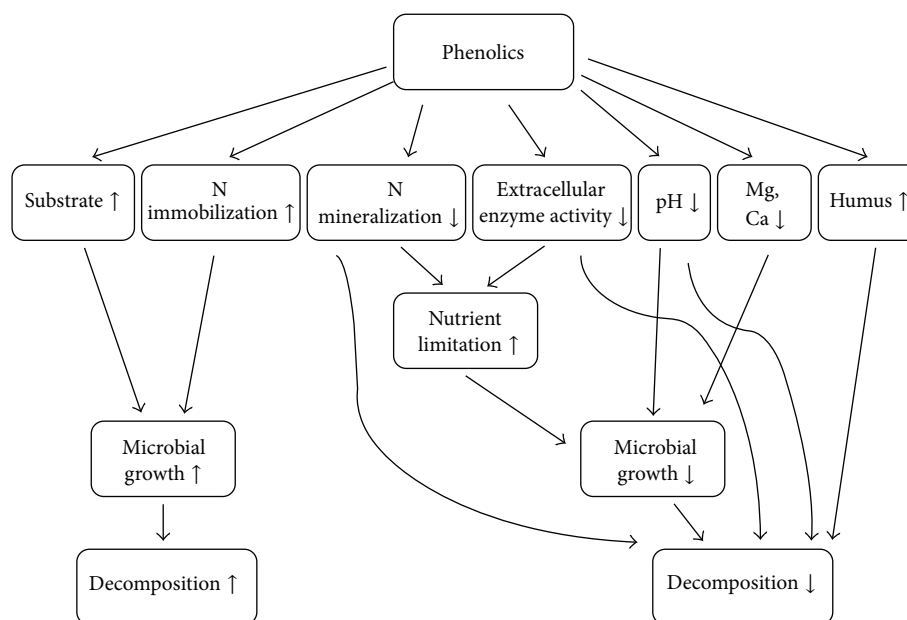 Phenolics
Substrate ↑
N
immobilization ↑
N
mineralization ↓
Extracellular
enzyme activity ↓
pH ↓
Mg,
Ca ↓
Humus ↑
Nutrient
limitation ↑
Microbial
growth ↑
Microbial
growth ↓
Decomposition ↑
Decomposition ↓